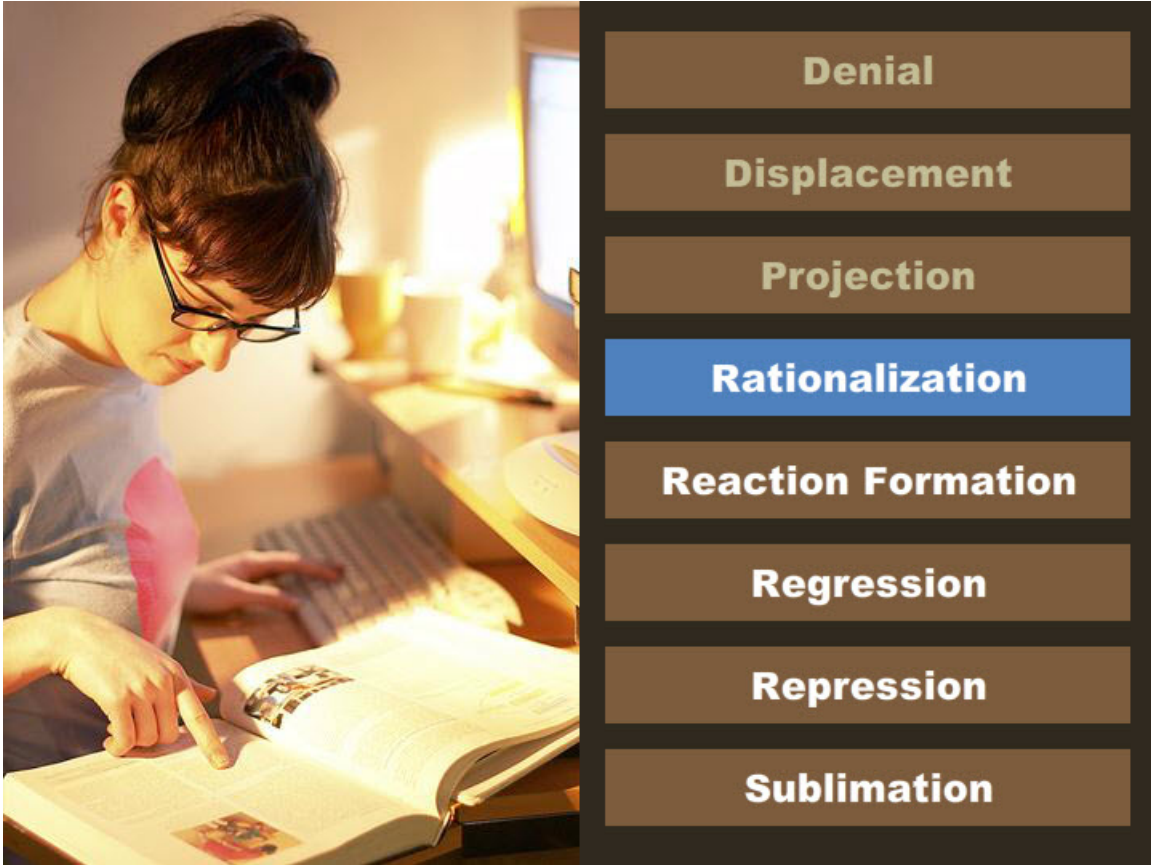 Denial
Displacement
Projection
Rationalization
Reaction Formation
Regression
Repression
Sublimation